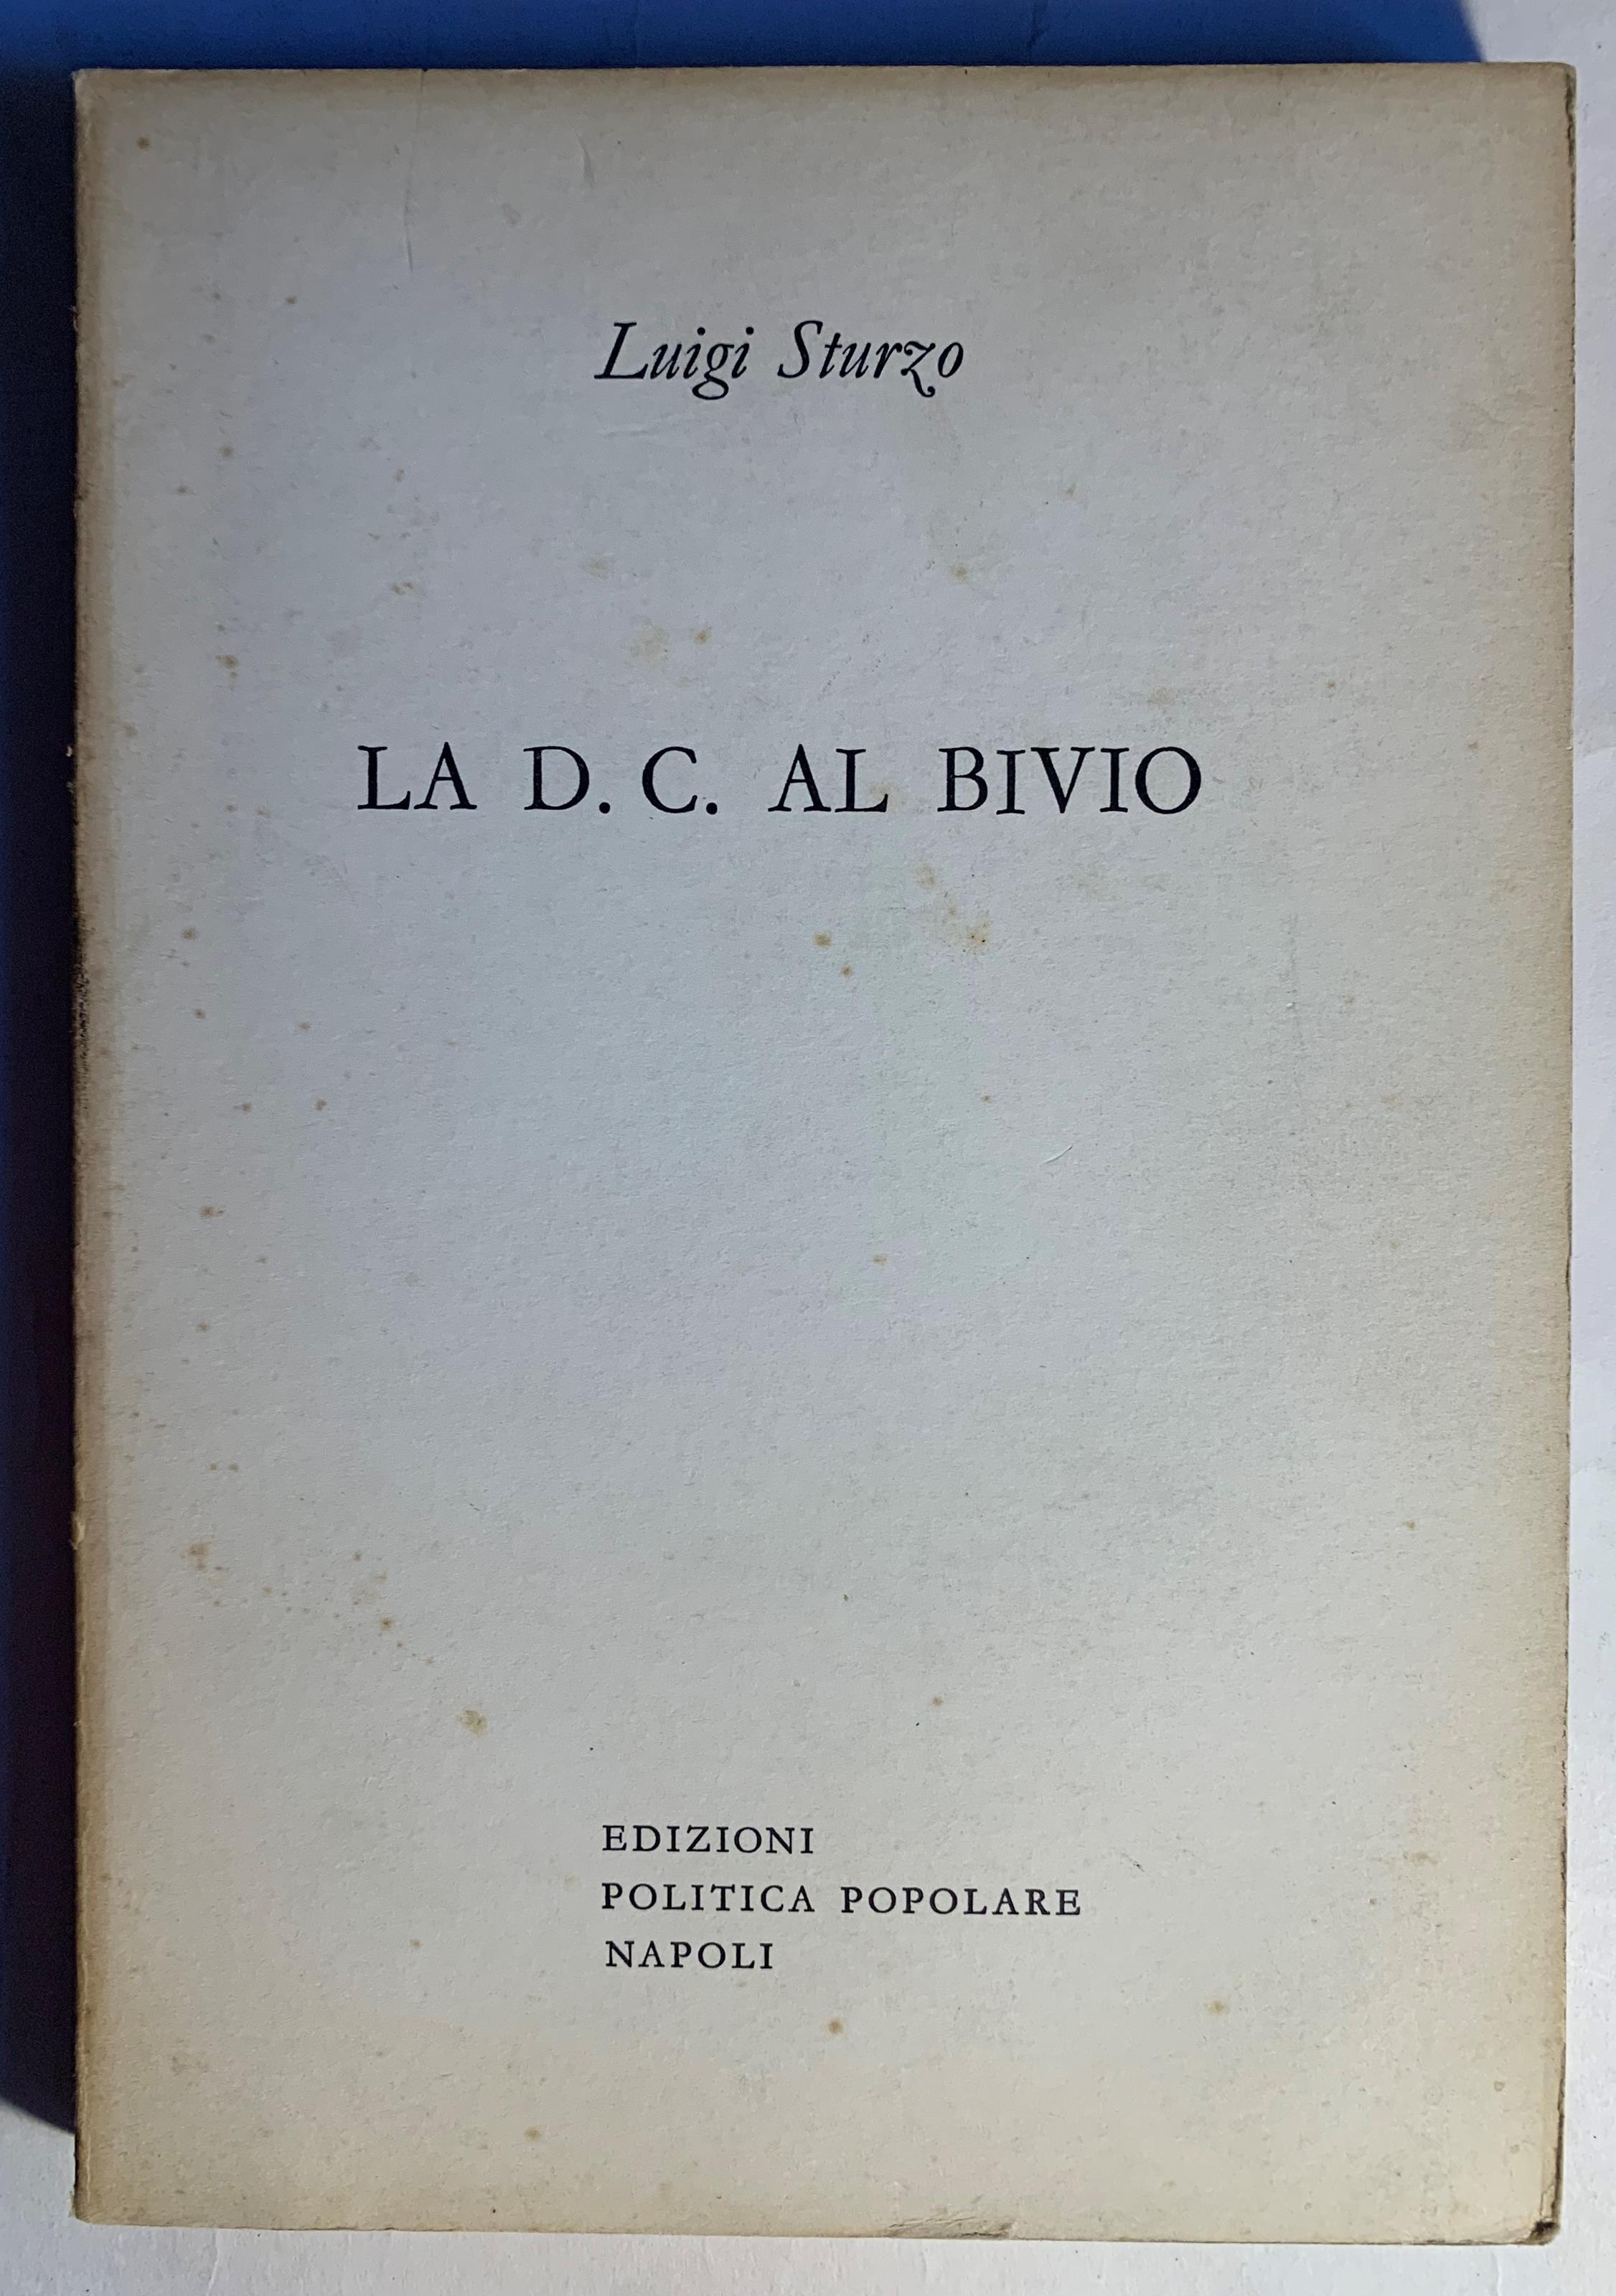 Luigi Sturzo
LA D. C. AL BIVIO
EDIZIONI
POLITICA POPOLARE
NAPOLI